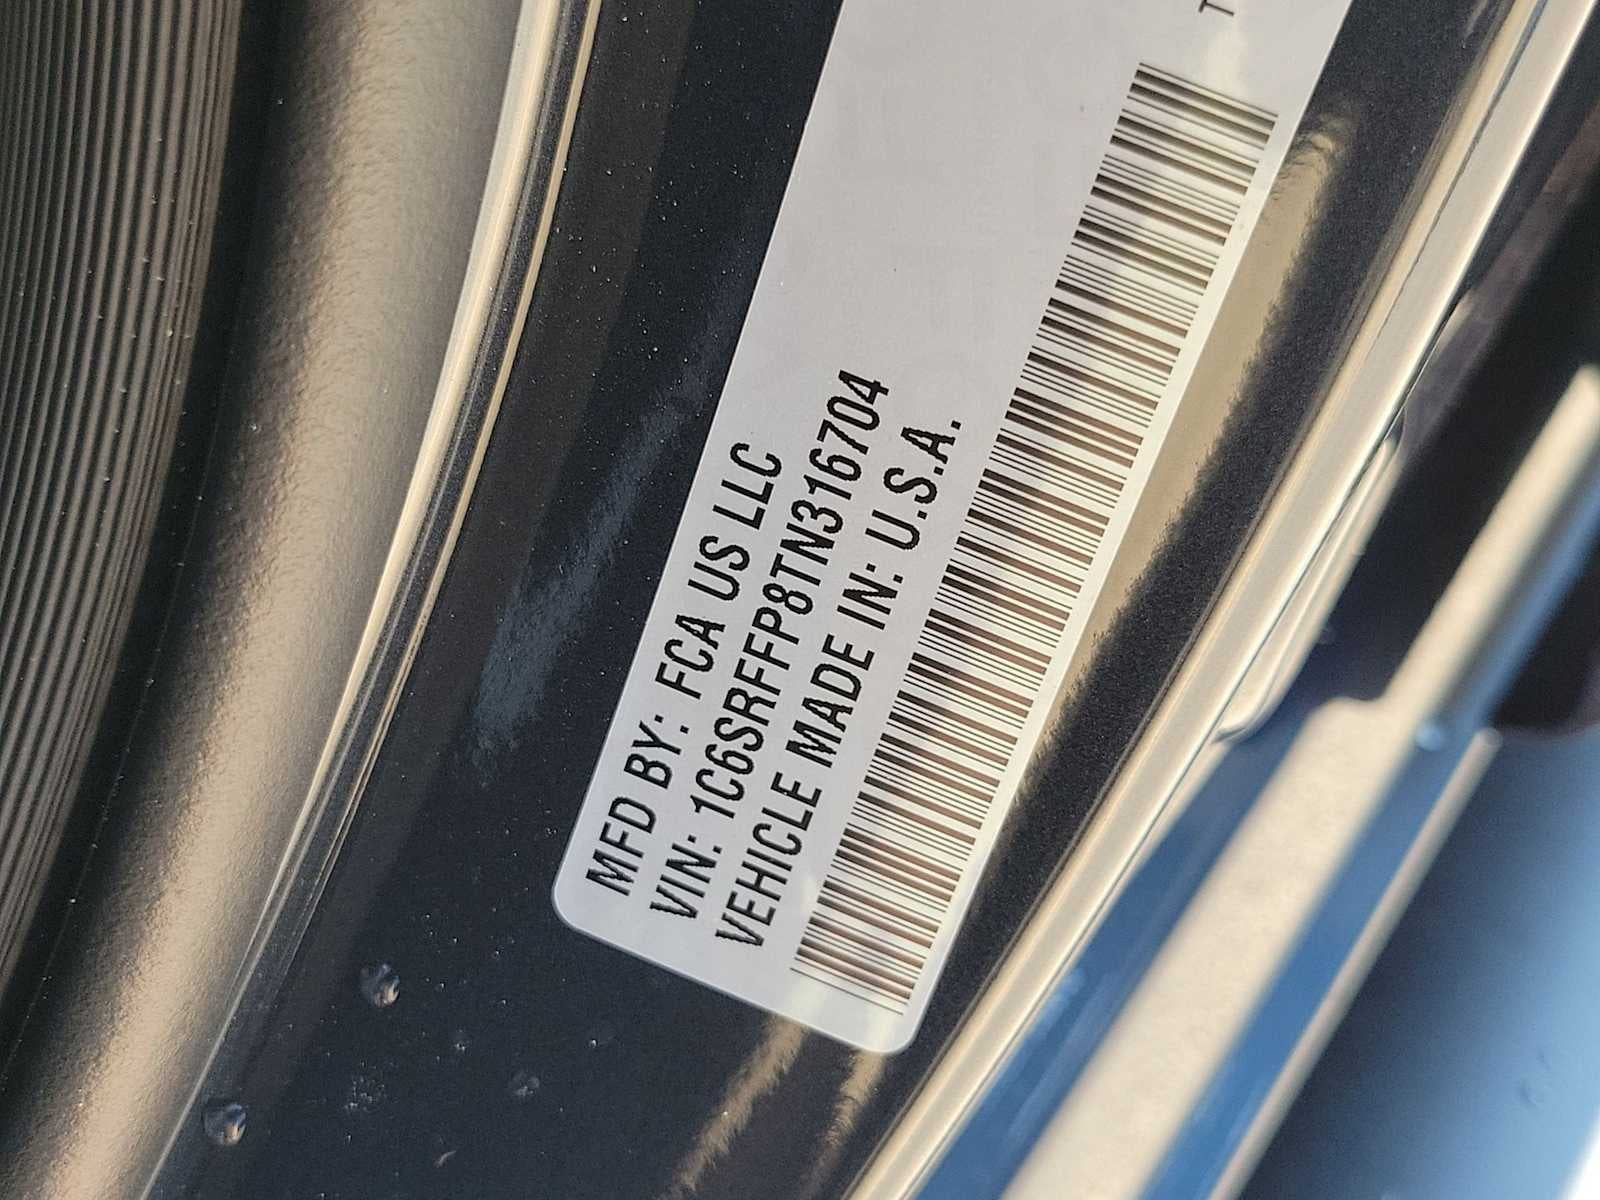 MFD BY: FCA US LLC
VIN: 1C6SRFFP8TN316704
VEHICLE MADE IN: U.S.A.
T